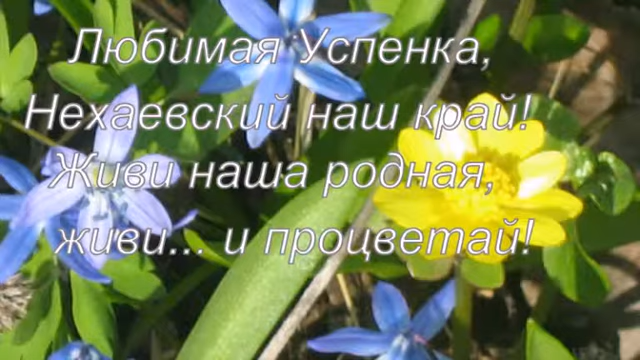 Любимая Успенка,
Нехаевский наш край!
Живи наша родная,
живи... и процветай!